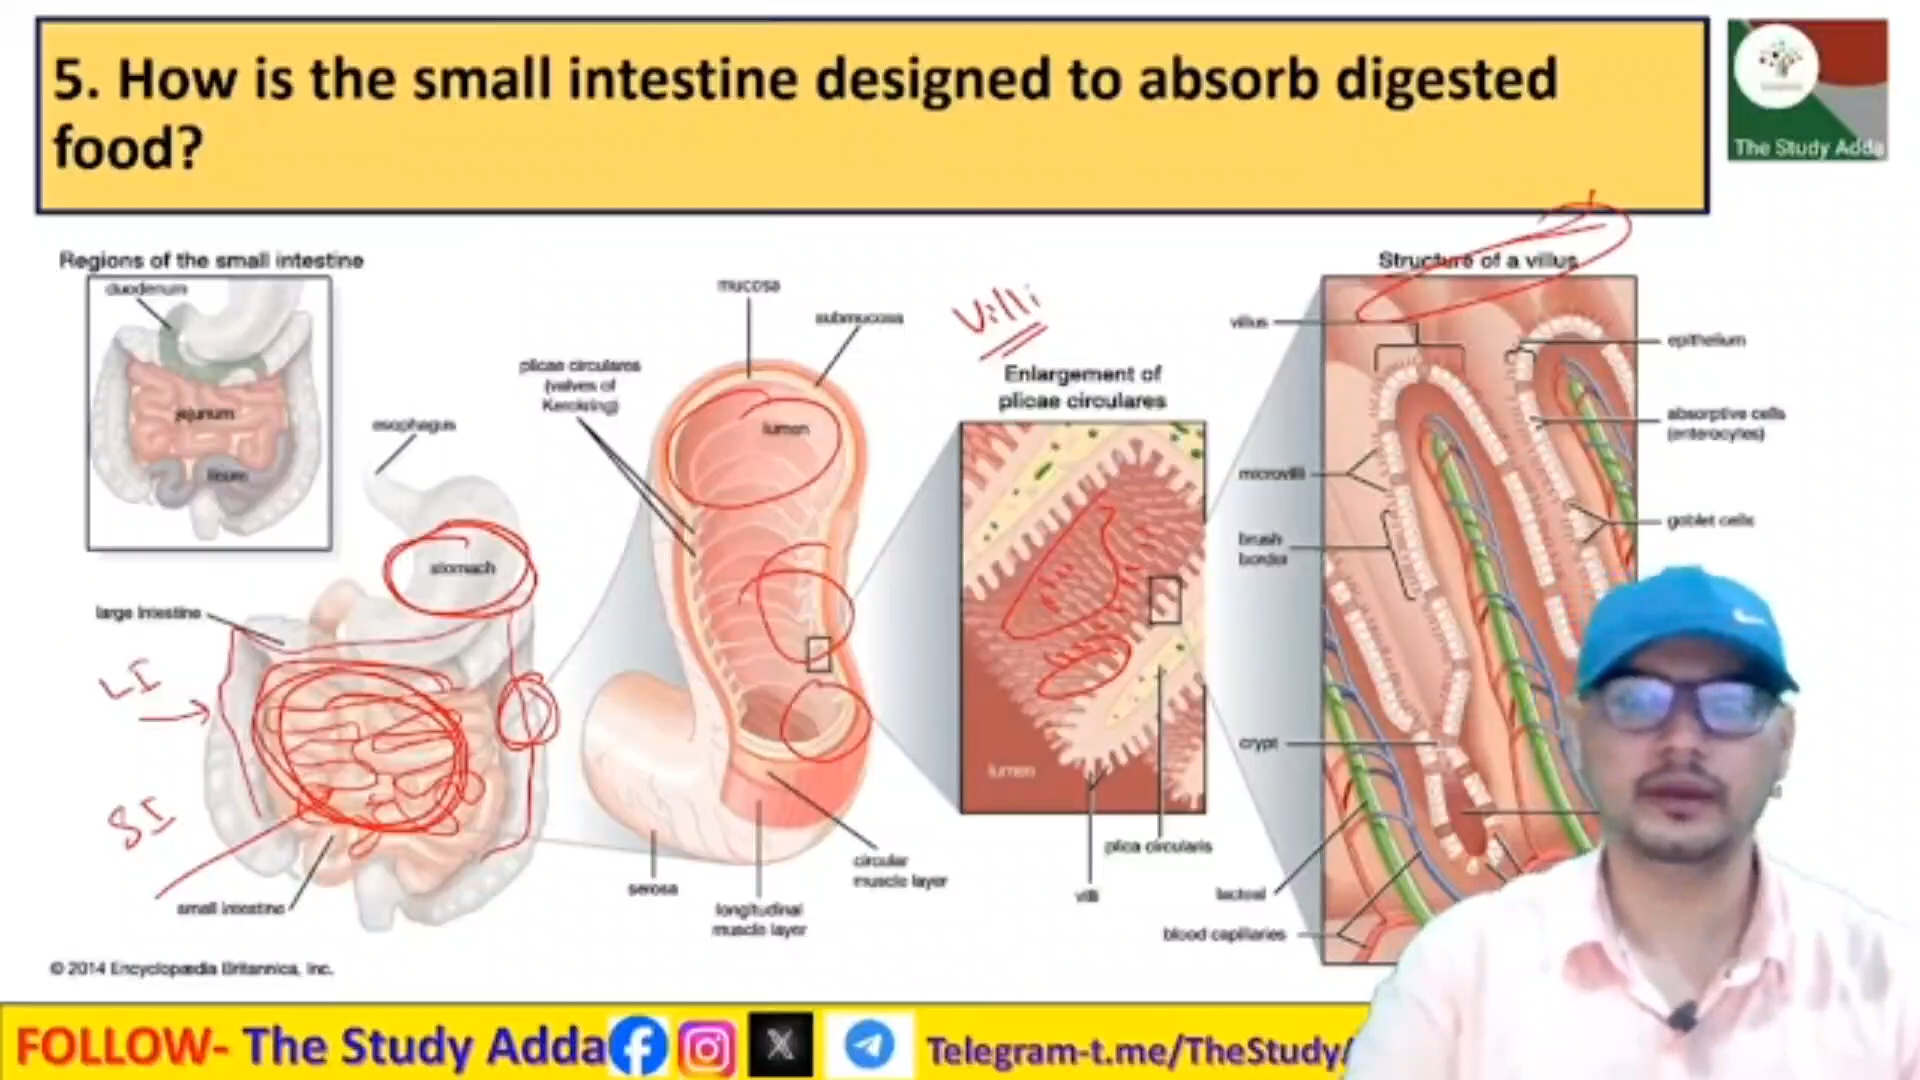 5. How is the small intestine designed to absorb digested
food?
The Study Adda
Regions of the small intestine
duodenum
jejunum
ileum
esophagus
stomach
large intestine
LI
SI
small intestine
© 2014 Encyclopædia Britannica, Inc.
mucosa
submucosa
plicae circulares
(valves of
Kerckring)
lumen
serosa
longitudinal
muscle layer
circular
muscle layer
Villi
Enlargement of
plicae circulares
lumen
villi
plica circularis
Structure of a villus
villus
epithelium
absorptive cells
(enterocytes)
microvilli
goblet cells
brush
border
crypt
lacteal
blood capillaries
FOLLOW- The Study Adda
Telegram-t.me/TheStudy